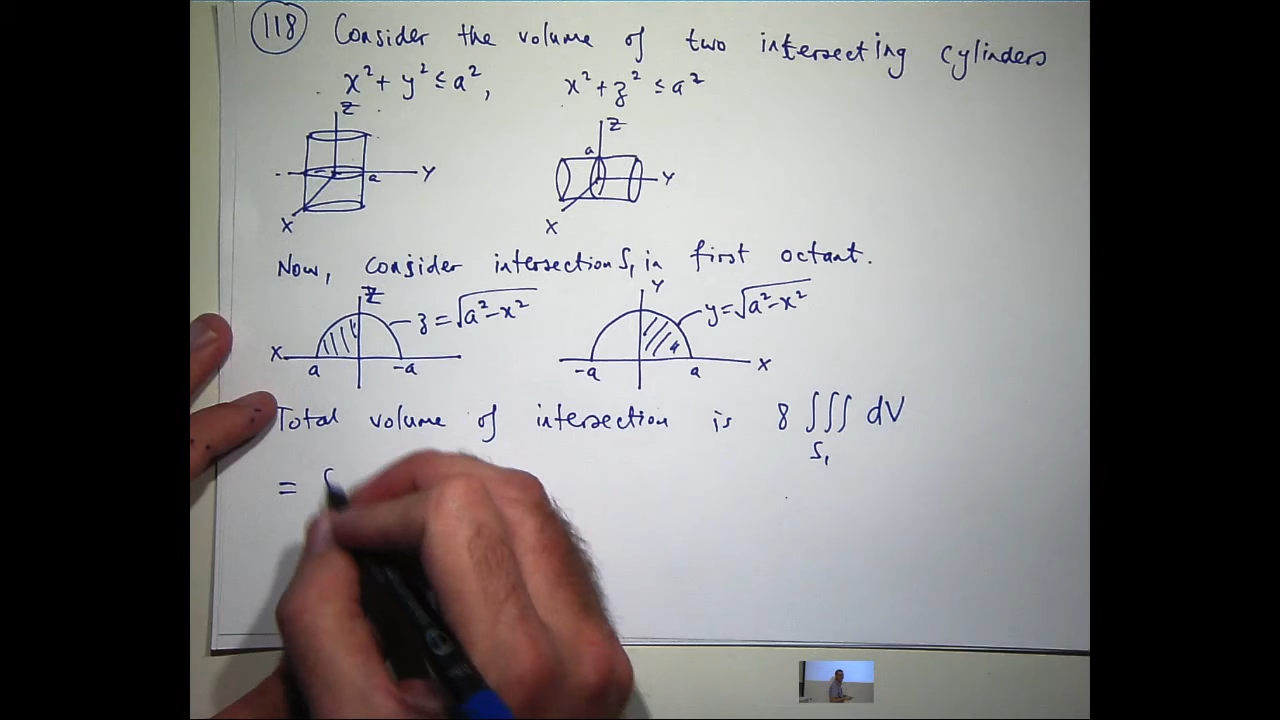 118 Consider the volume of two intersecting cylinders
x² + y² ≤ a², x² + z² ≤ a²
Z Z
a
a Y Y
X X
Now, consider intersection S₁ in first octant.
Z z = √(a²-x²) Y y = √(a²-x²)
X X
a -a -a a
Total volume of intersection is 8 ∭ dV
S₁
=